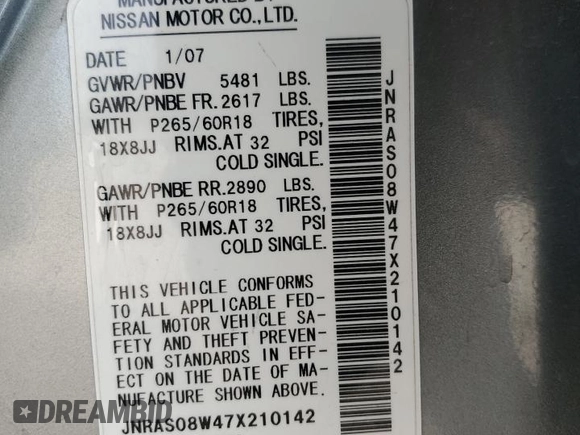 MANUFACTURED BY
NISSAN MOTOR CO.,LTD.
DATE 1/07
GVWR/PNBV 5481 LBS.
GAWR/PNBE FR.2617 LBS.
WITH P265/60R18 TIRES,
18X8JJ RIMS.AT 32 PSI
COLD SINGLE.
GAWR/PNBE RR.2890 LBS.
WITH P265/60R18 TIRES,
18X8JJ RIMS.AT 32 PSI
COLD SINGLE.
THIS VEHICLE CONFORMS
TO ALL APPLICABLE FED-
ERAL MOTOR VEHICLE SA-
FETY AND THEFT PREVEN-
TION STANDARDS IN EFF-
ECT ON THE DATE OF MA-
NUFACTURE SHOWN ABOVE.
JNRAS08W47X210142
JNRAS08W47X210142
DREAMBID